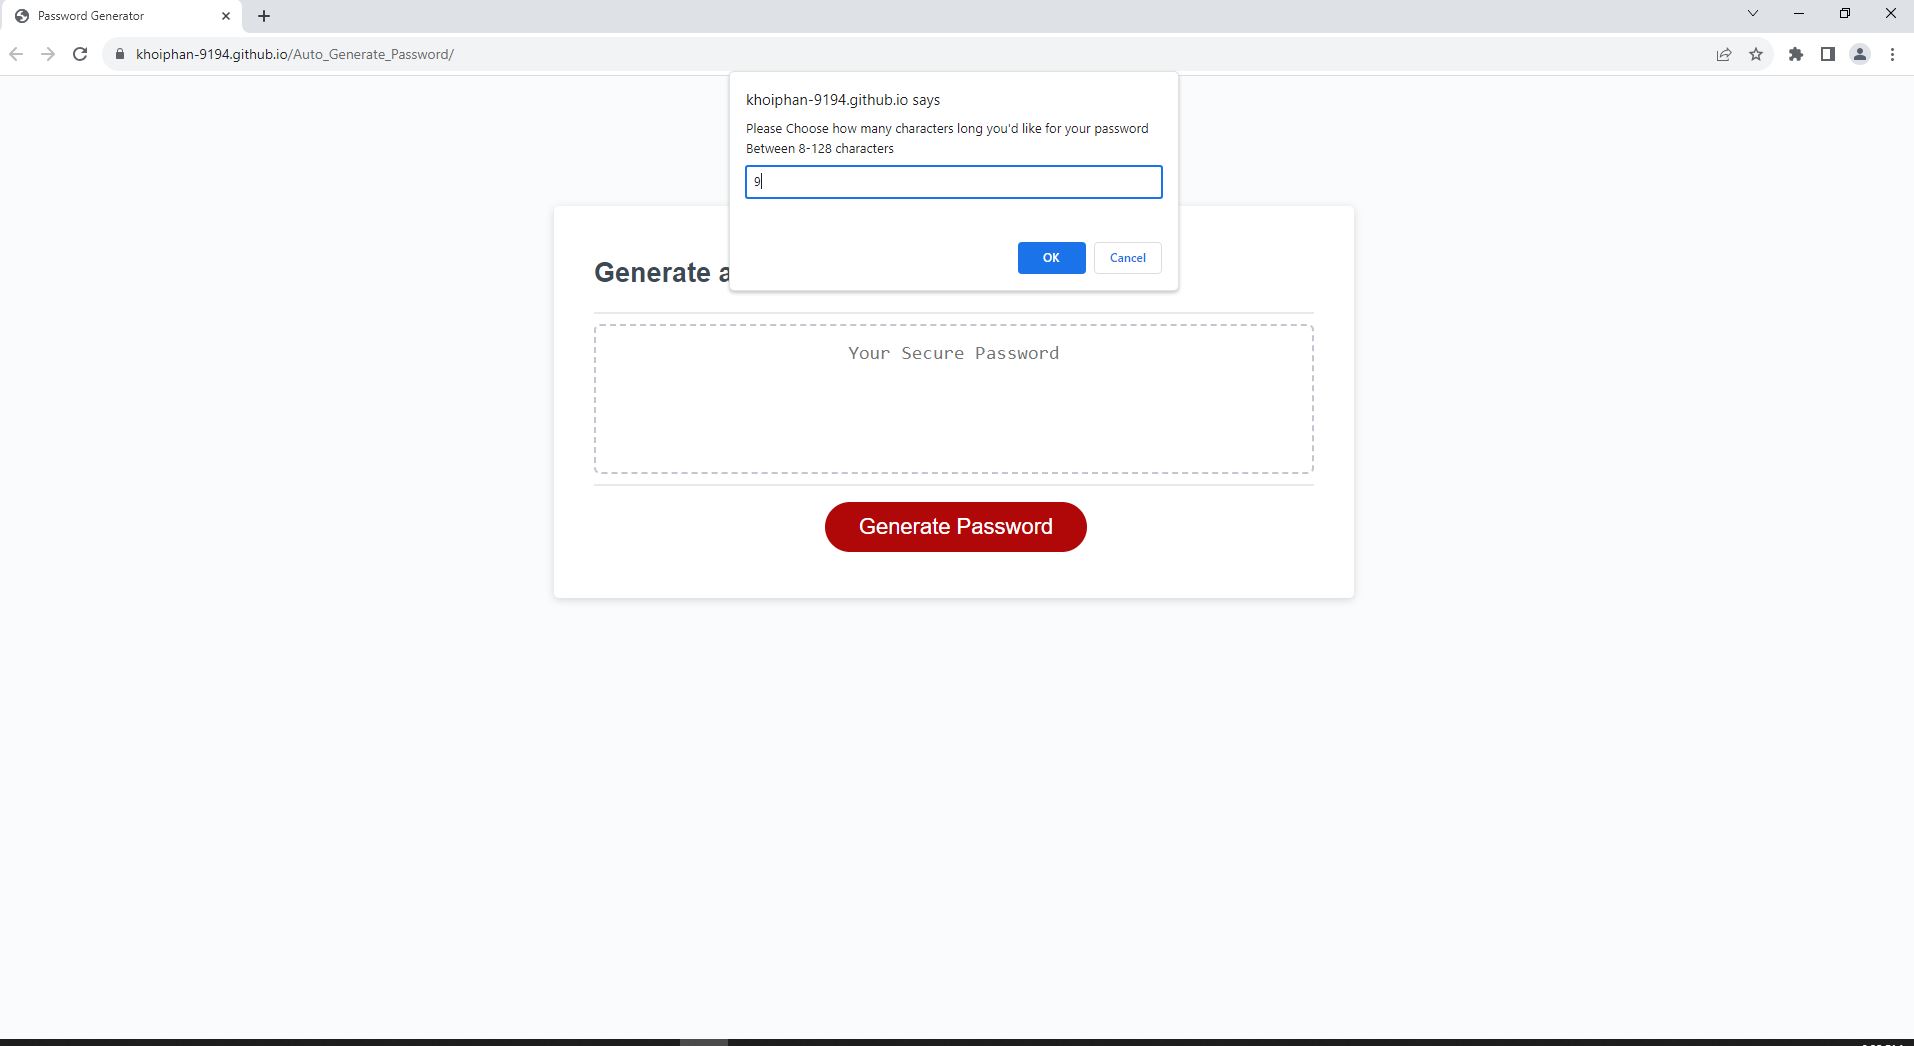 Password Generator
khoiphan-9194.github.io/Auto_Generate_Password/
khoiphan-9194.github.io says
Please Choose how many characters long you'd like for your password
Between 8-128 characters
9
OK Cancel
Generate a
Your Secure Password
Generate Password